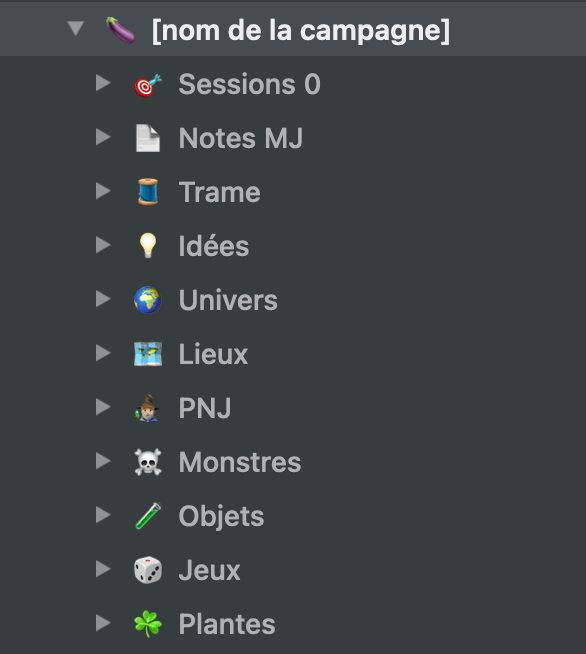 [nom de la campagne]
Sessions 0
Notes MJ
Trame
Idées
Univers
Lieux
PNJ
Monstres
Objets
Jeux
Plantes